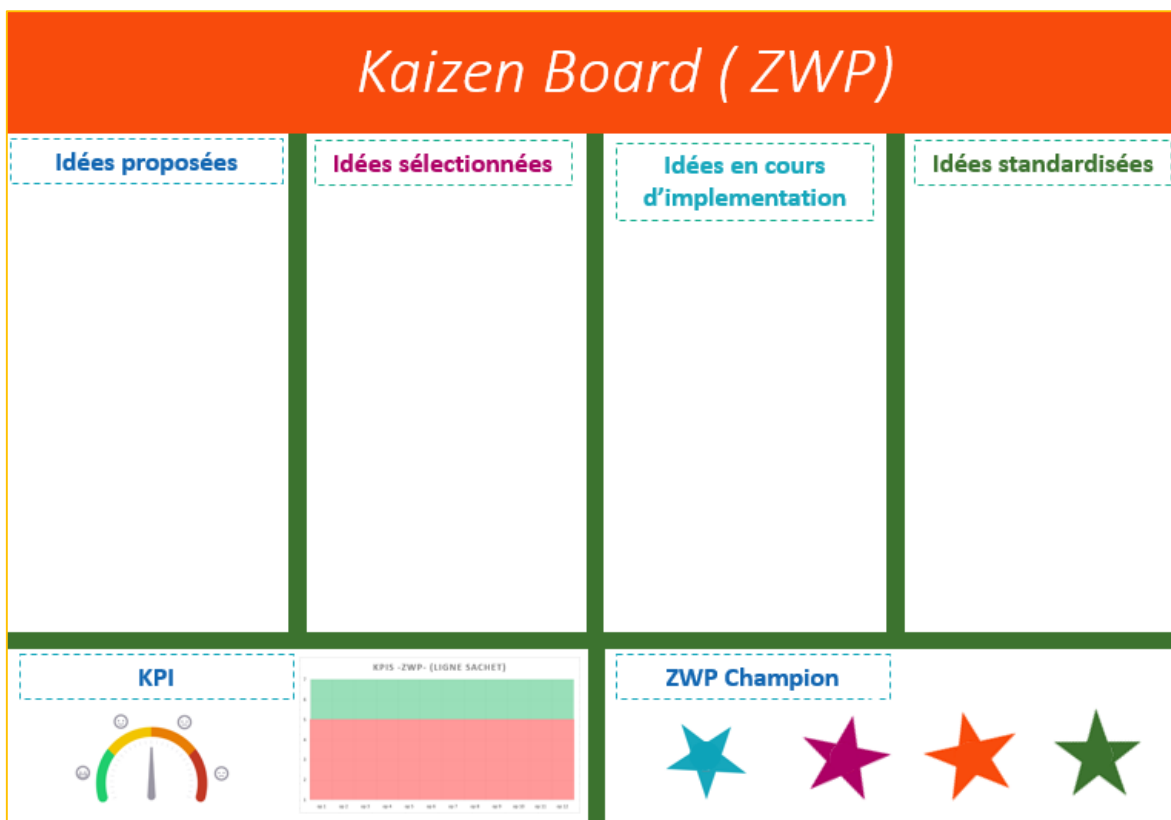 Kaizen Board ( ZWP)
Idées proposées
Idées sélectionnées
Idées en cours
d'implementation
Idées standardisées
KPI
KPIS -ZWP- (LIGNE SACHET)
ZWP Champion